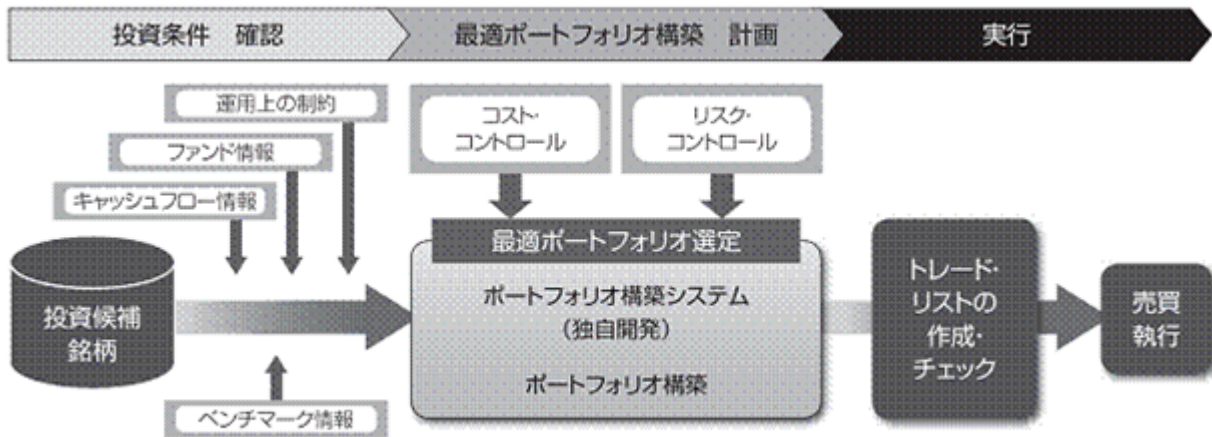 投資条件 確認
最適ポートフォリオ構築 計画
実行
運用上の制約
ファンド情報
キャッシュフロー情報
コスト・
コントロール
リスク・
コントロール
投資候補
銘柄
ベンチマーク情報
最適ポートフォリオ選定
ポートフォリオ構築システム
(独自開発)
ポートフォリオ構築
トレード・
リストの
作成・
チェック
売買
執行